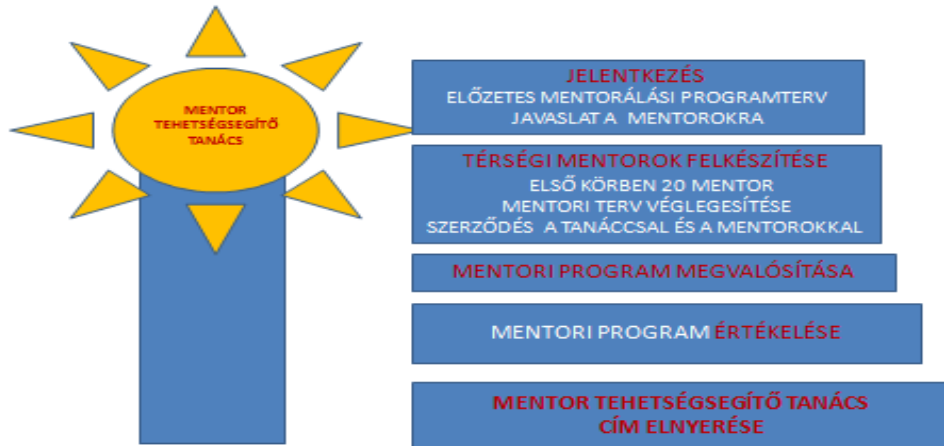 MENTOR
TEHETSÉGSEGÍTŐ
TANÁCS
JELENTKEZÉS
ELŐZETES MENTORÁLÁSI PROGRAMTERV
JAVASLAT A MENTOROKRA
TÉRSÉGI MENTOROK FELKÉSZÍTÉSE
ELSŐ KÖRBEN 20 MENTOR
MENTORI TERV VÉGLEGESÍTÉSE
SZERZŐDÉS A TANÁCCSAL ÉS A MENTOROKKAL
MENTORI PROGRAM MEGVALÓSÍTÁSA
MENTORI PROGRAM ÉRTÉKELÉSE
MENTOR TEHETSÉGSEGÍTŐ TANÁCS
CÍM ELNYERÉSE